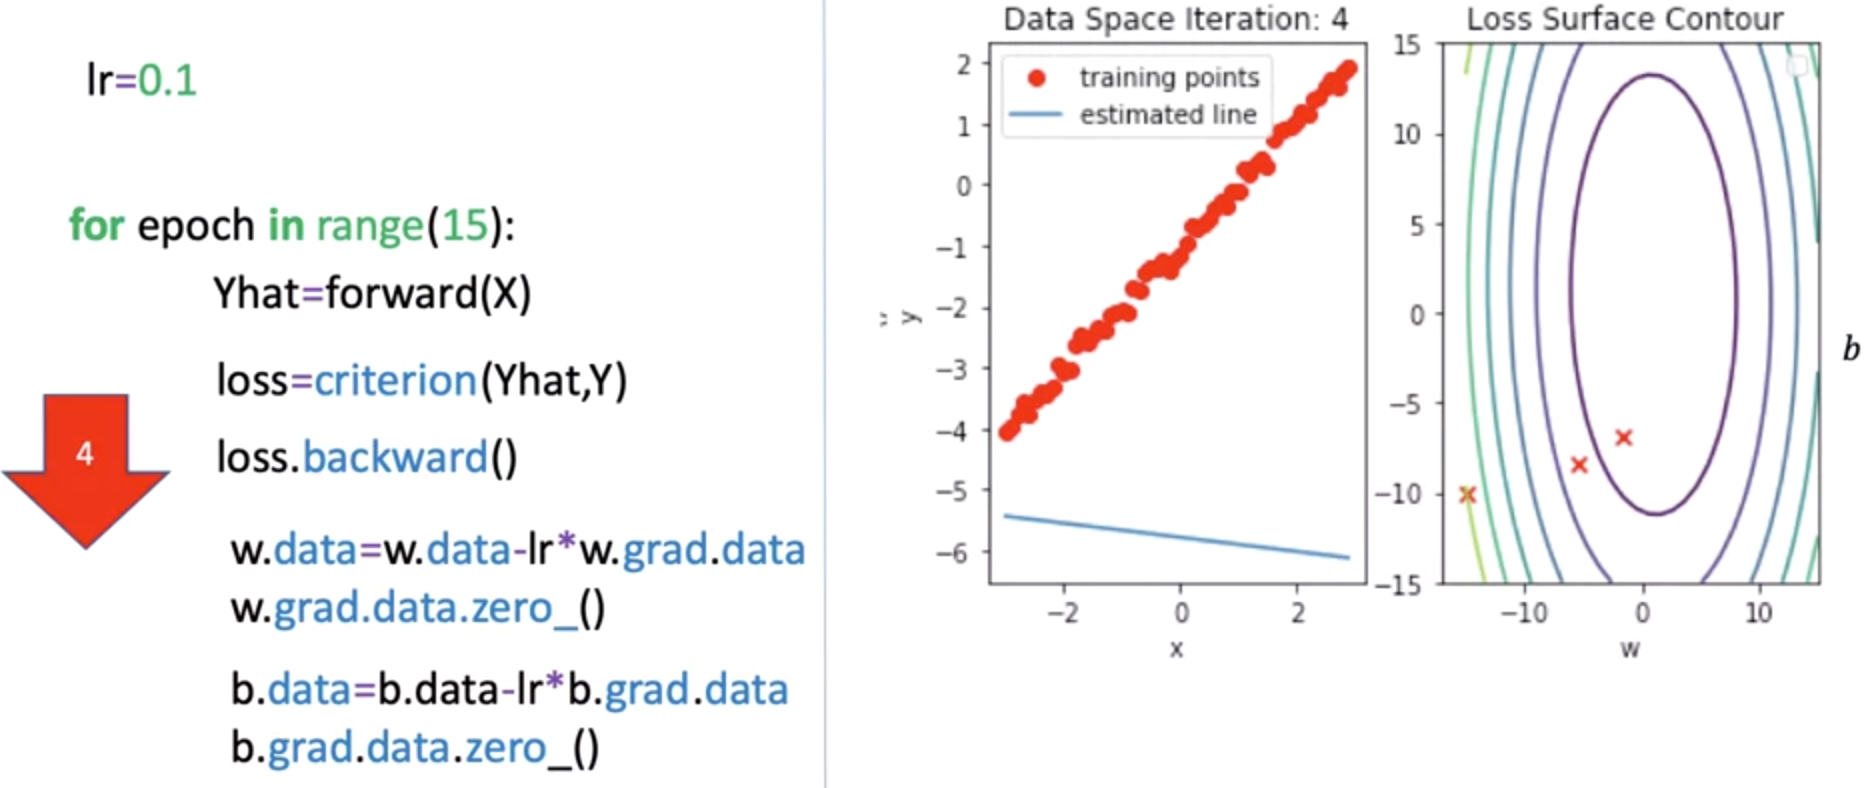 lr=0.1
for epoch in range(15):
Yhat=forward(X)
loss=criterion(Yhat,Y)
4
loss.backward()
w.data=w.data-lr*w.grad.data
w.grad.data.zero_()
b.data=b.data-lr*b.grad.data
b.grad.data.zero_()
Data Space Iteration: 4
training points
estimated line
2
1
0
−1
−2
−3
−4
−5
−6
y
−2 0 2
x
Loss Surface Contour
15
10
5
0
−5
−10
−15
b
−10 0 10
w